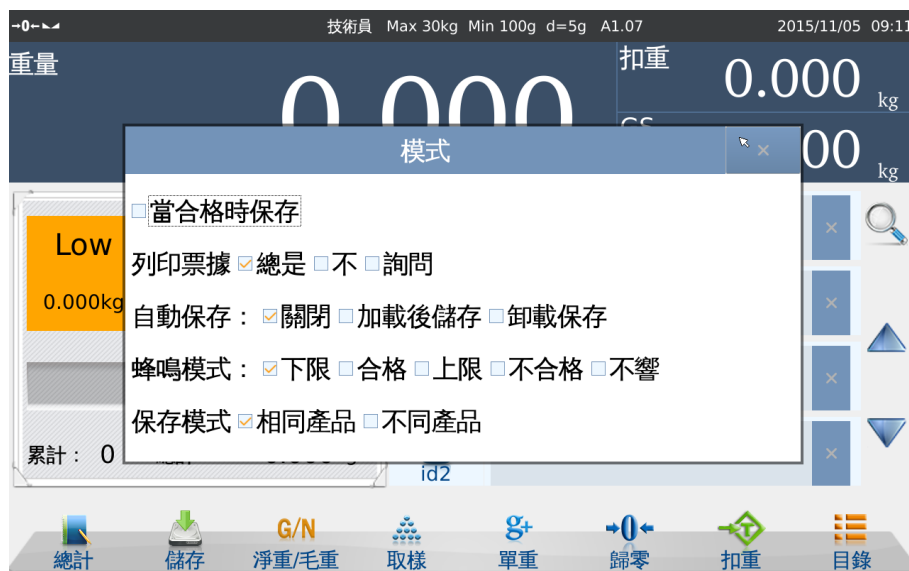 →0← 技術員 Max 30kg Min 100g d=5g A1.07 2015/11/05 09:11
重量 0.000 扣重 0.000 kg
00 kg
模式 ×
當合格時保存
列印票據 總是 不 詢問
自動保存： 關閉 加載後儲存 卸載保存
蜂鳴模式： 下限 合格 上限 不合格 不響
保存模式 相同產品 不同產品
Low
0.000kg
累計： 0
id2
總計 儲存 G/N 淨重/毛重 取樣 g+ 單重 →0← 歸零 →T← 扣重 目錄